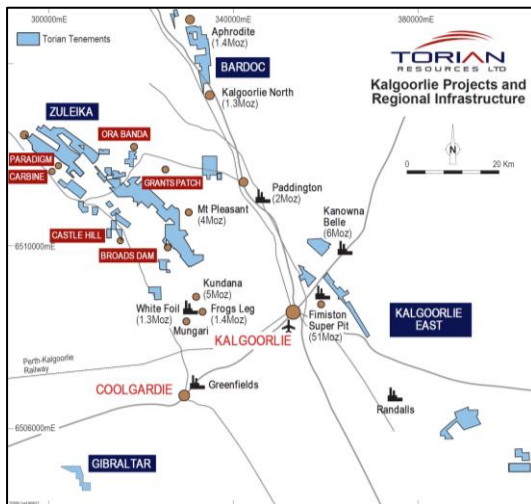 300000mE
340000mE
380000mE
Torian Tenements
Aphrodite
(1.4Moz)
BARDOC
Kalgoorlie North
(1.3Moz)
TORIAN
RESOURCES LTD
Kalgoorlie Projects and
Regional Infrastructure
N
0
20 Km
ZULEIKA
ORA BANDA
PARADIGM
CARBINE
GRANTS PATCH
Paddington
(2Moz)
Mt Pleasant
(4Moz)
Kanowna
Belle
(6Moz)
CASTLE HILL
BROADS DAM
6510000mE
Kundana
(5Moz)
White Foil
(1.3Moz)
Frogs Leg
(1.4Moz)
Mungari
Fimiston
Super Pit
(51Moz)
KALGOORLIE
EAST
KALGOORLIE
Perth-Kalgoorlie
Railway
COOLGARDIE
Greenfields
Randalls
6506000mE
GIBRALTAR